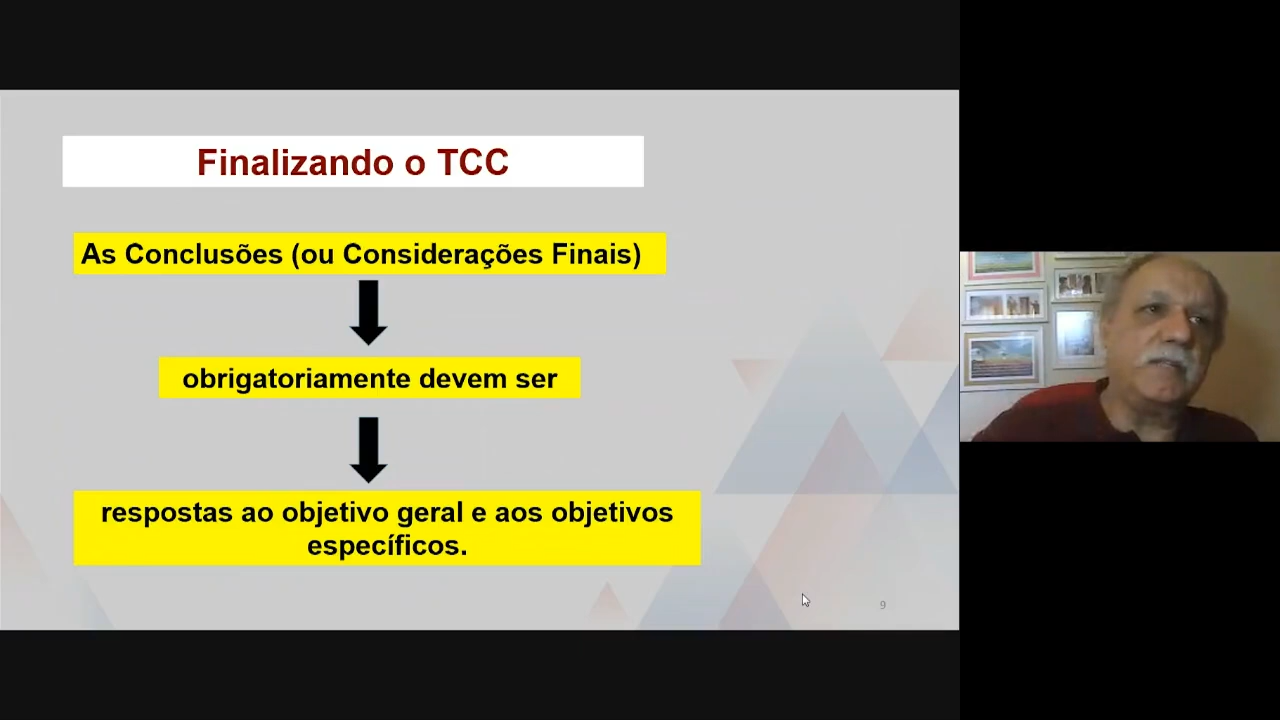 Finalizando o TCC
As Conclusões (ou Considerações Finais)
obrigatoriamente devem ser
respostas ao objetivo geral e aos objetivos
específicos.
9